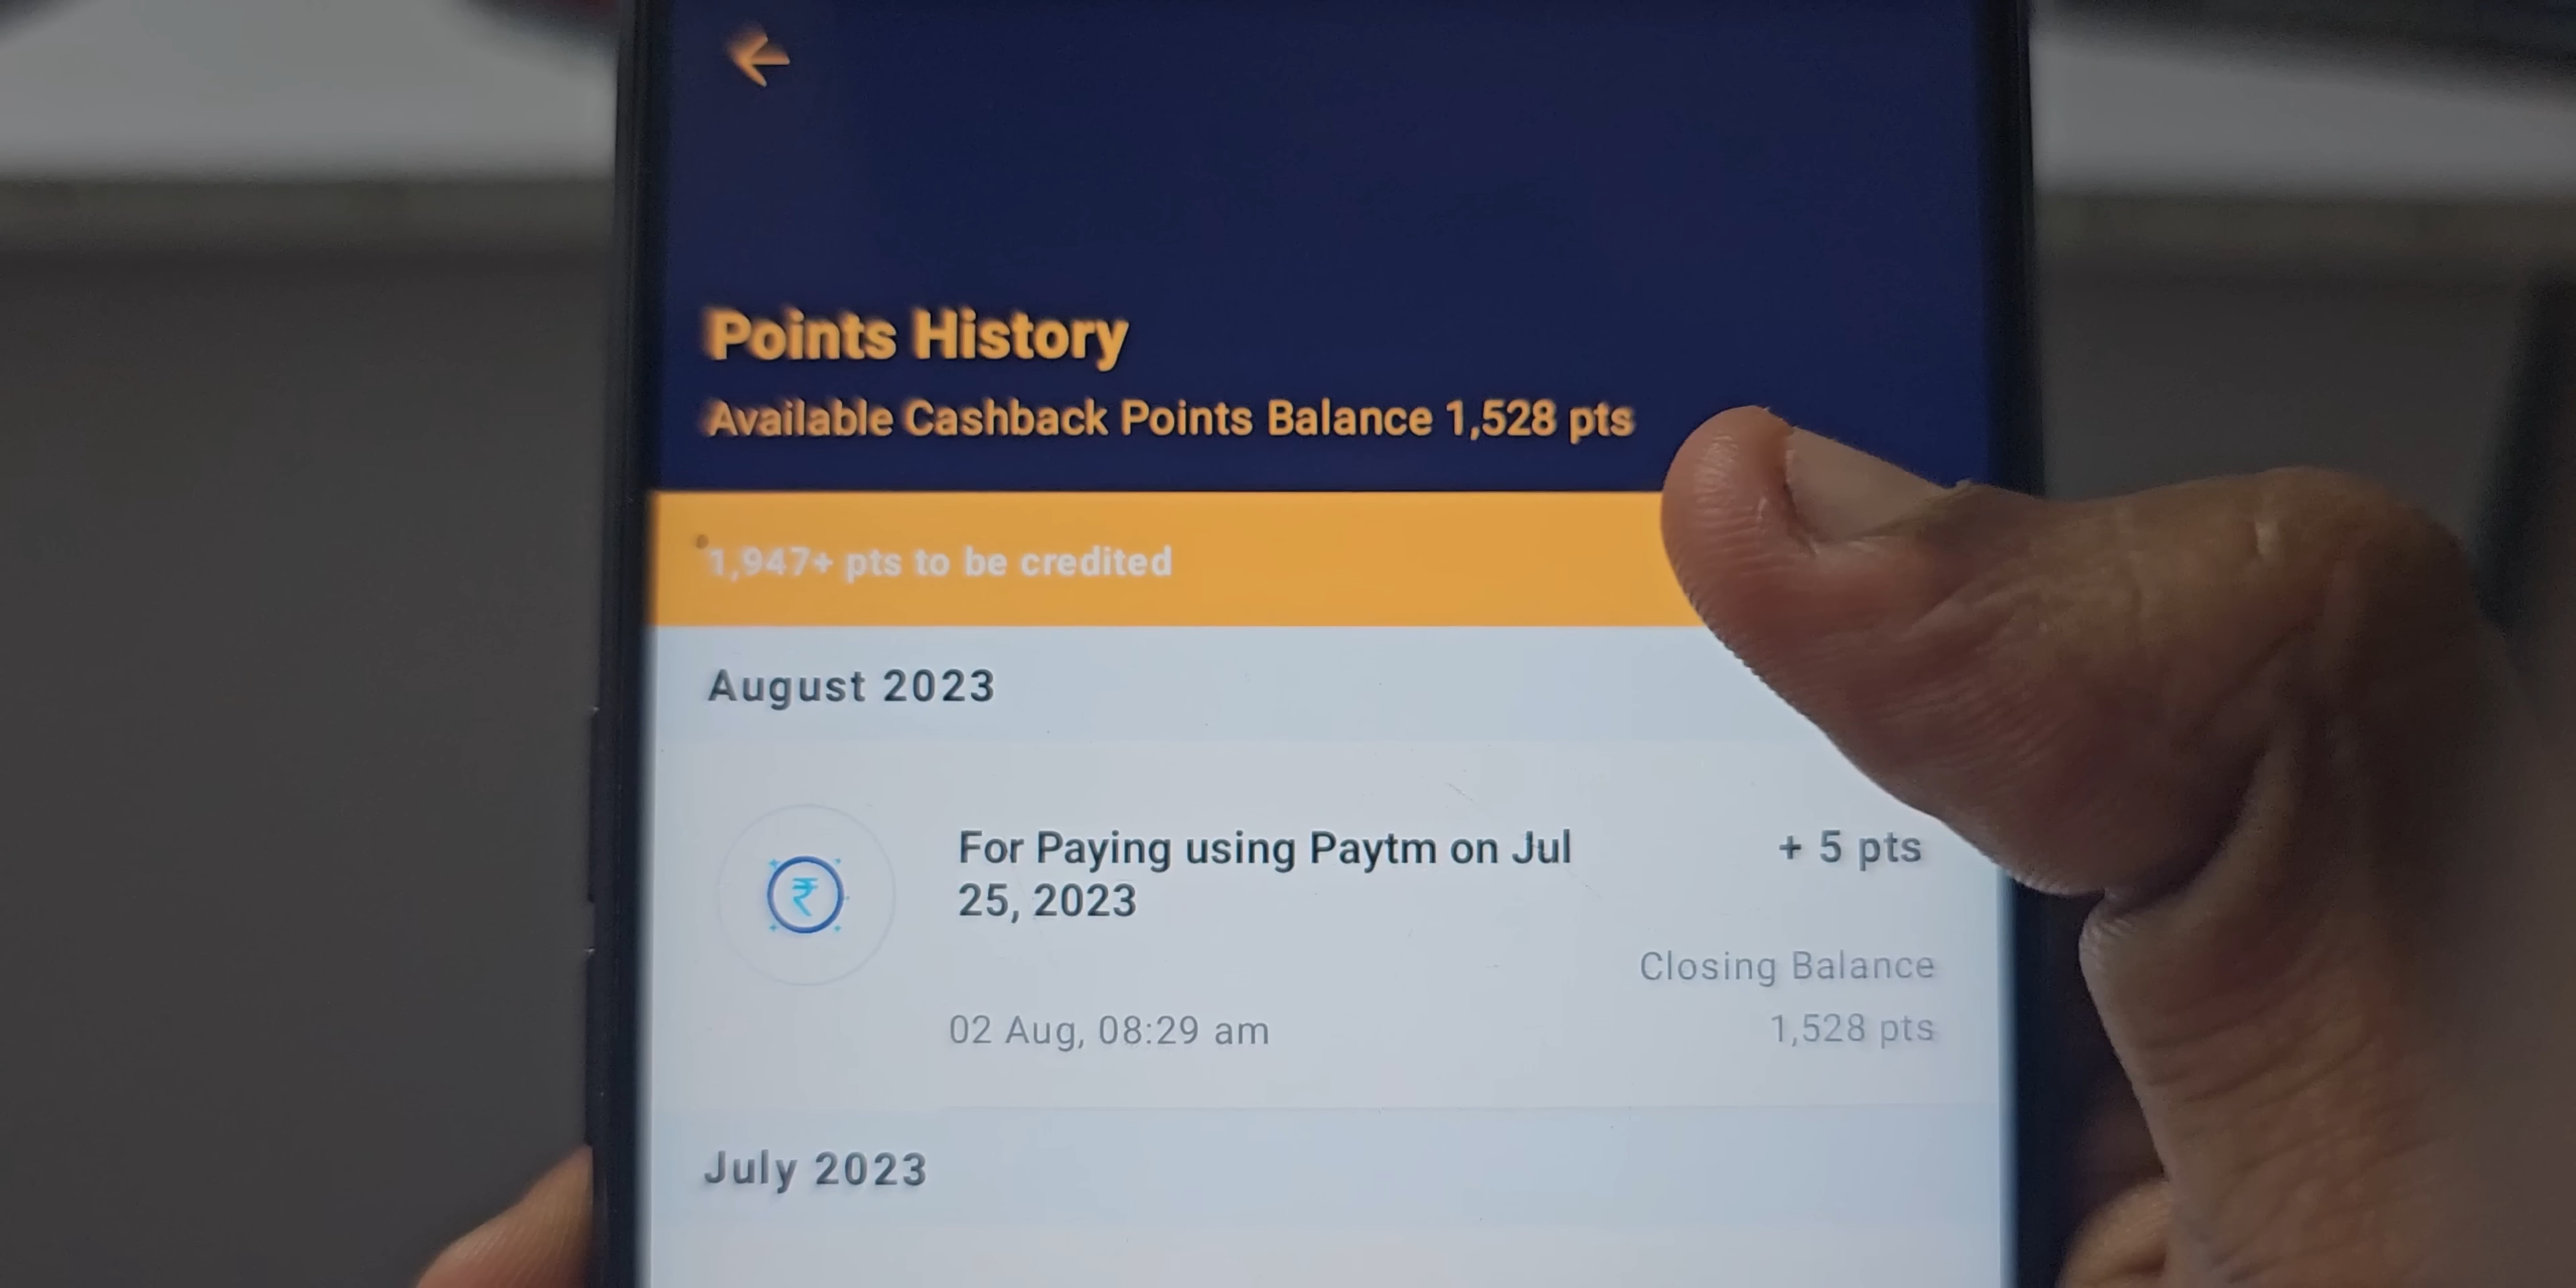 Points History
Available Cashback Points Balance 1,528 pts
1,947+ pts to be credited
August 2023
For Paying using Paytm on Jul
25, 2023
+ 5 pts
Closing Balance
02 Aug, 08:29 am
1,528 pts
July 2023